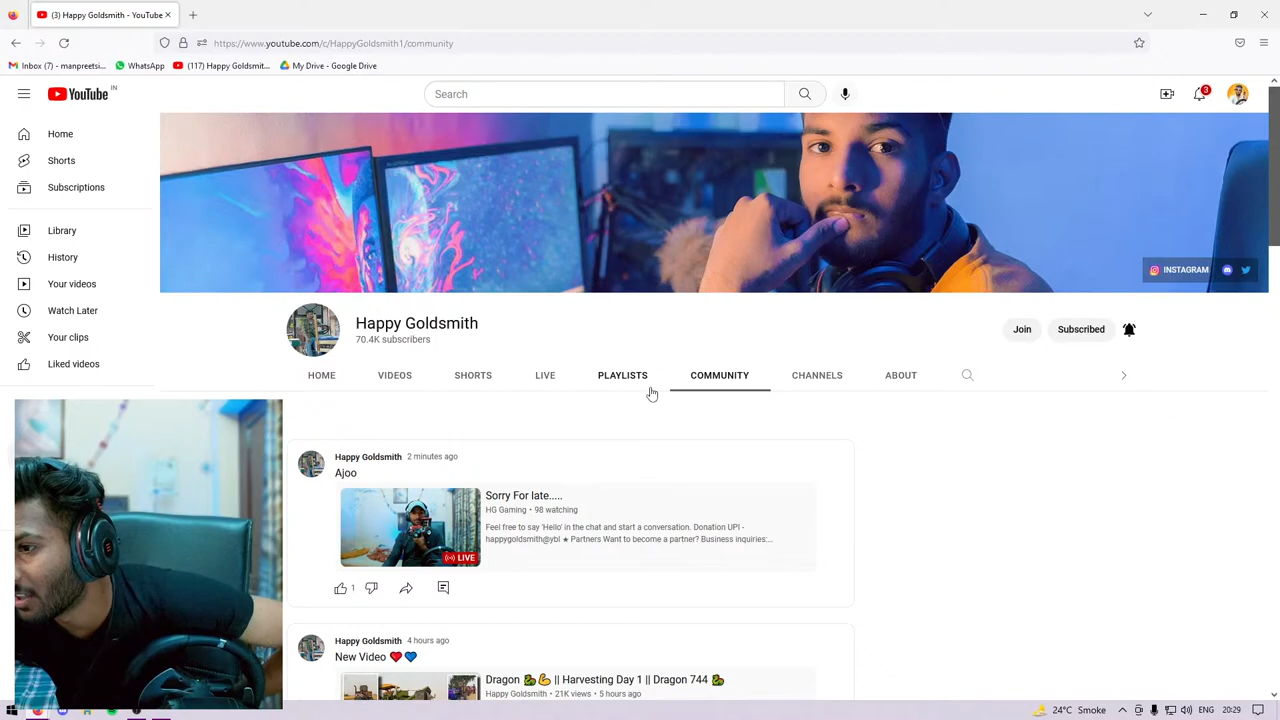 (3) Happy Goldsmith - YouTube
https://www.youtube.com/c/HappyGoldsmith1/community
Inbox (7) - manpreetsi...
WhatsApp
(117) Happy Goldsmit...
My Drive - Google Drive
YouTube IN
Search
3
Home
Shorts
Subscriptions
Library
History
Your videos
Watch Later
Your clips
Liked videos
INSTAGRAM
Happy Goldsmith
70.4K subscribers
Join
Subscribed
HOME VIDEOS SHORTS LIVE PLAYLISTS COMMUNITY CHANNELS ABOUT
Happy Goldsmith 2 minutes ago
Ajoo
Sorry For late.....
HG Gaming • 98 watching
Feel free to say 'Hello' in the chat and start a conversation. Donation UPI -
happygoldsmith@ybl ★ Partners Want to become a partner? Business inquiries:...
LIVE
1
Happy Goldsmith 4 hours ago
New Video ❤️ 💙
Dragon 🐉💪 || Harvesting Day 1 || Dragon 744 🐉
Happy Goldsmith • 21K views • 5 hours ago
24°C Smoke
ENG
20:29